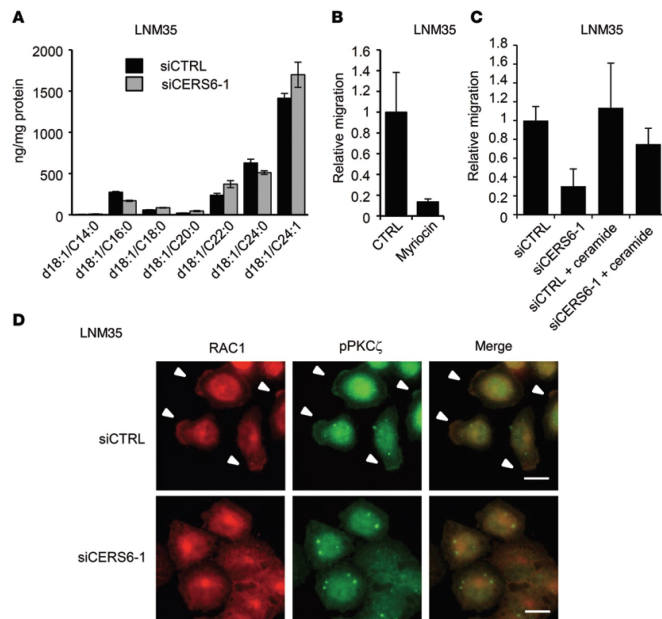 A
LNM35
siCTRL
siCERS6-1
ng/mg protein
2000
1500
1000
500
0
d18:1/C14:0
d18:1/C16:0
d18:1/C18:0
d18:1/C20:0
d18:1/C22:0
d18:1/C24:0
d18:1/C24:1
B
LNM35
Relative migration
1.6
1.4
1.2
1
0.8
0.6
0.4
0.2
0
CTRL
Myriocin
C
LNM35
Relative migration
1.8
1.6
1.4
1.2
1
0.8
0.6
0.4
0.2
0
siCTRL
siCERS6-1
siCTRL + ceramide
siCERS6-1 + ceramide
D
LNM35
RAC1
pPKCζ
Merge
siCTRL
siCERS6-1